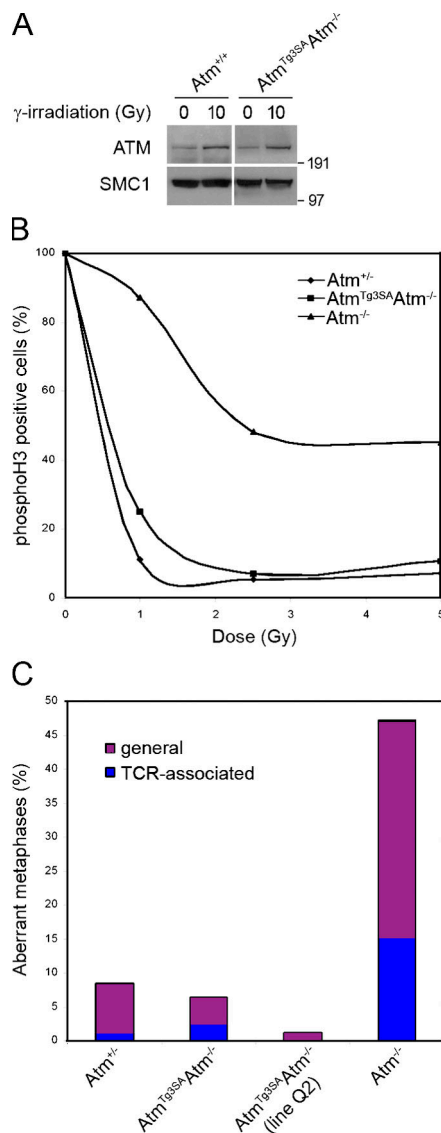 A
Atm+/+
AtmTg3SAAtm-/-
γ-irradiation (Gy)
0 10 0 10
ATM
191
SMC1
97
B
phosphoH3 positive cells (%)
100
80
60
40
20
0
Atm+/-
AtmTg3SAAtm-/-
Atm-/-
0 1 2 3 4 5
Dose (Gy)
C
Aberrant metaphases (%)
50
45
40
35
30
25
20
15
10
5
0
general
TCR-associated
Atm+/-
AtmTg3SAAtm-/-
AtmTg3SAAtm-/-
(line Q2)
Atm-/-